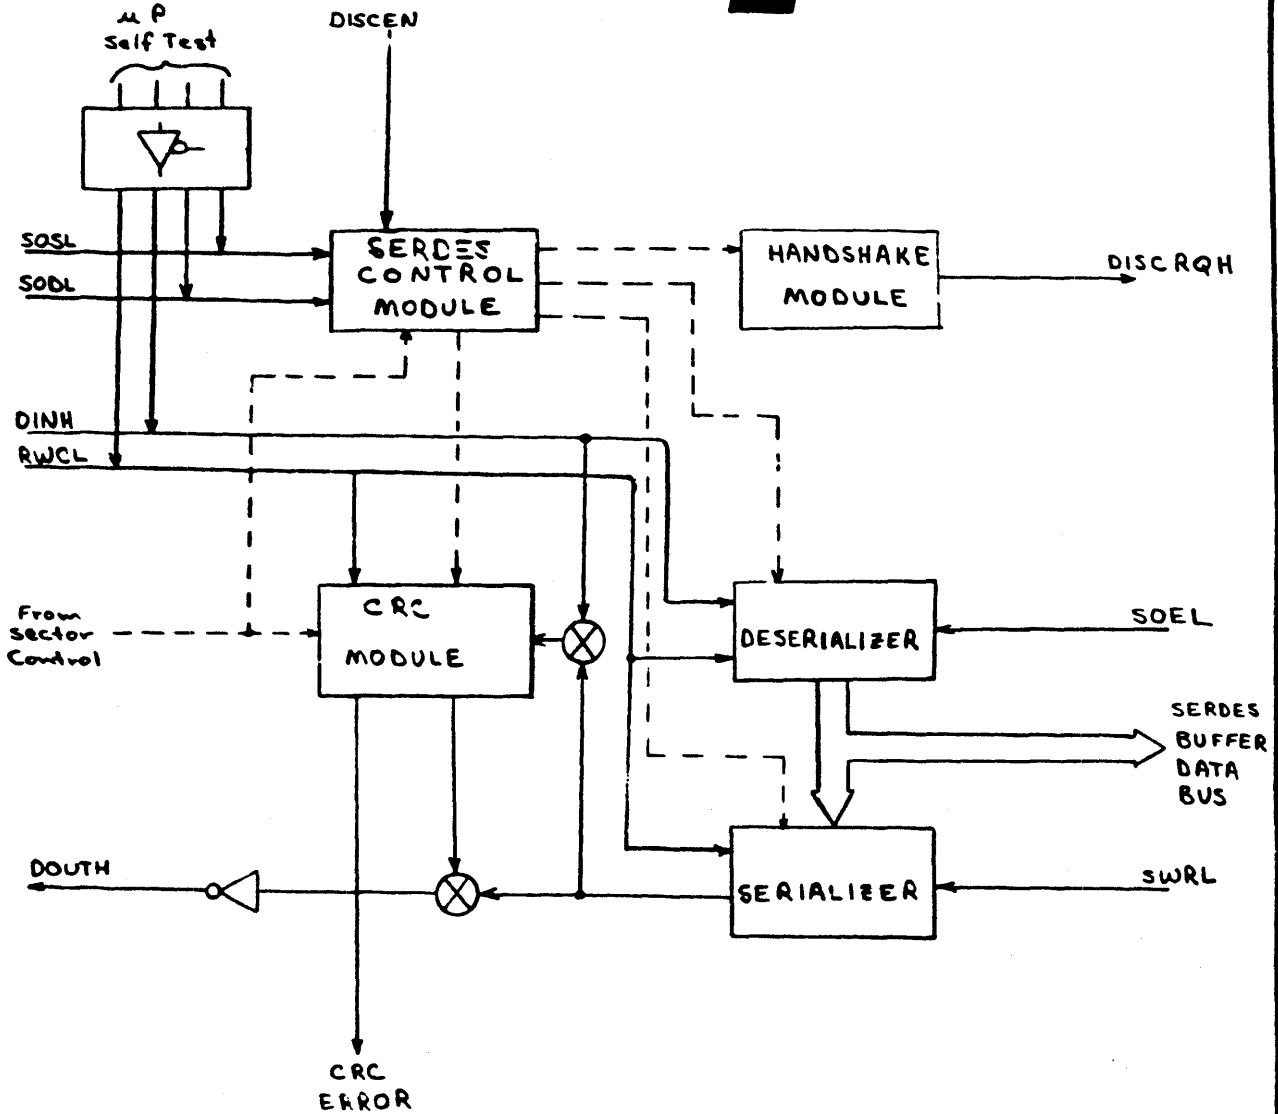 μP
Self Test
DISCEN
SOSL
SODL
SERDES
CONTROL
MODULE
HANDSHAKE
MODULE
DISCRQH
DINH
RWCL
From
Sector
Control
CRC
MODULE
DESERIALIZER
SOEL
SERDES
BUFFER
DATA
BUS
DOUTH
SERIALIZER
SWRL
CRC
ERROR